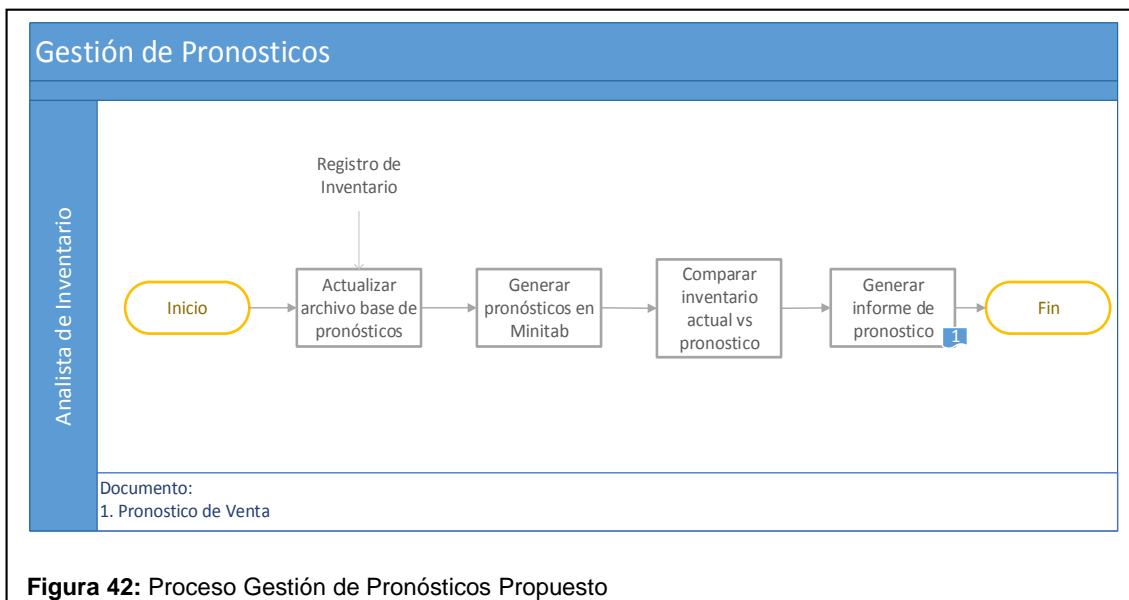 Gestión de Pronosticos
Analista de Inventario
Registro de
Inventario
Inicio
Actualizar
archivo base de
pronósticos
Generar
pronósticos en
Minitab
Comparar
inventario
actual vs
pronostico
Generar
informe de
pronostico
1
Fin
Documento:
1. Pronostico de Venta
Figura 42: Proceso Gestión de Pronósticos Propuesto